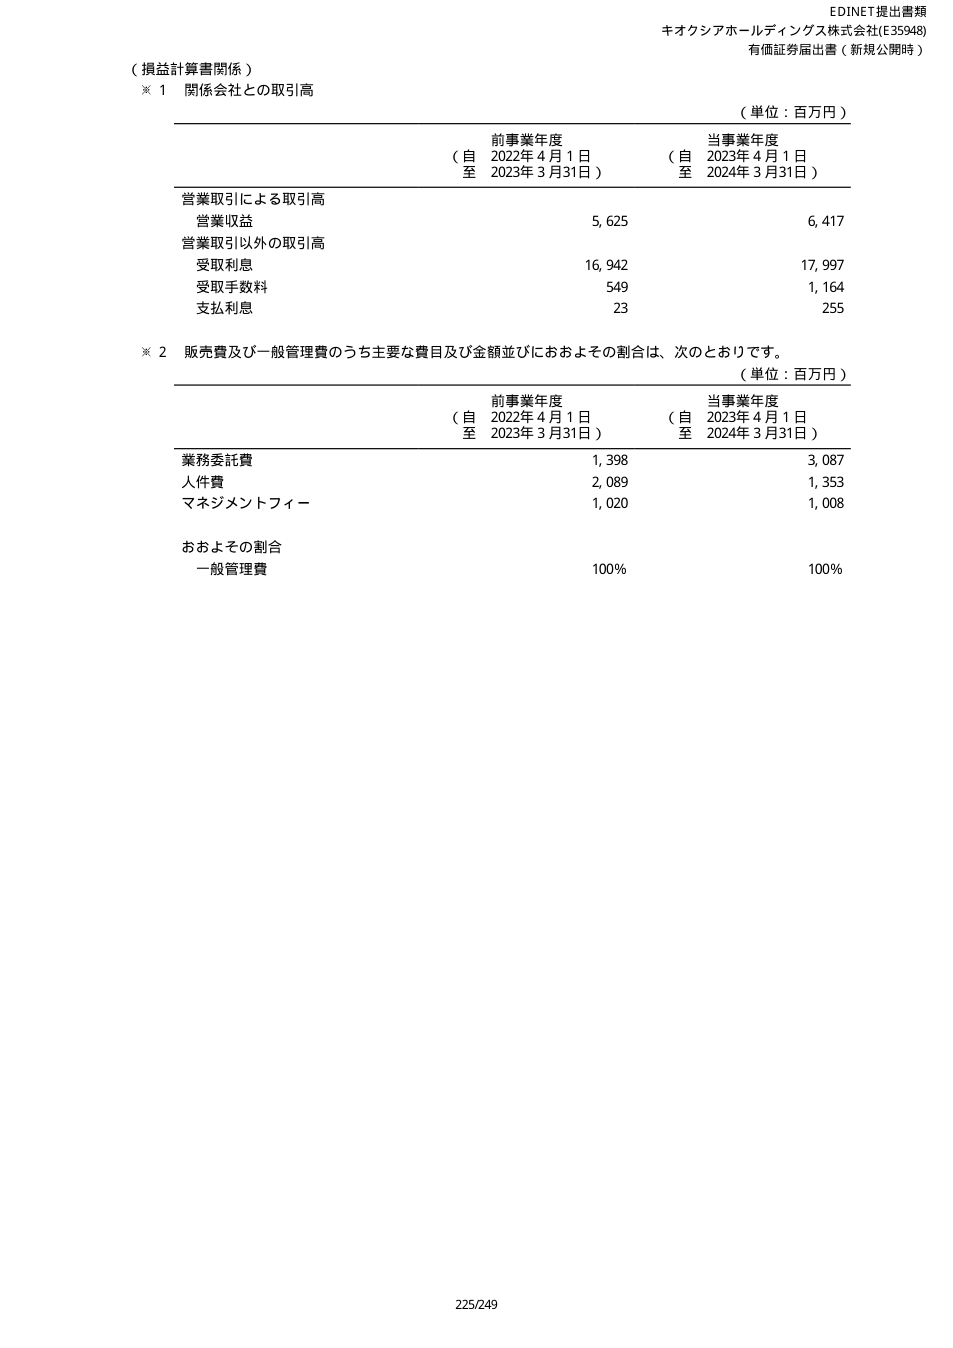 EDINET提出書類
キオクシアホールディングス株式会社(E35948)
有価証券届出書（新規公開時）
（損益計算書関係）
※１　関係会社との取引高
（単位：百万円）
前事業年度　当事業年度
（自　2022年４月１日　（自　2023年４月１日
至　2023年３月31日）　至　2024年３月31日）
営業取引による取引高
営業収益　5,625　6,417
営業取引以外の取引高
受取利息　16,942　17,997
受取手数料　549　1,164
支払利息　23　255
※２　販売費及び一般管理費のうち主要な費目及び金額並びにおおよその割合は、次のとおりです。
（単位：百万円）
前事業年度　当事業年度
（自　2022年４月１日　（自　2023年４月１日
至　2023年３月31日）　至　2024年３月31日）
業務委託費　1,398　3,087
人件費　2,089　1,353
マネジメントフィー　1,020　1,008
おおよその割合
一般管理費　100％　100％
225/249